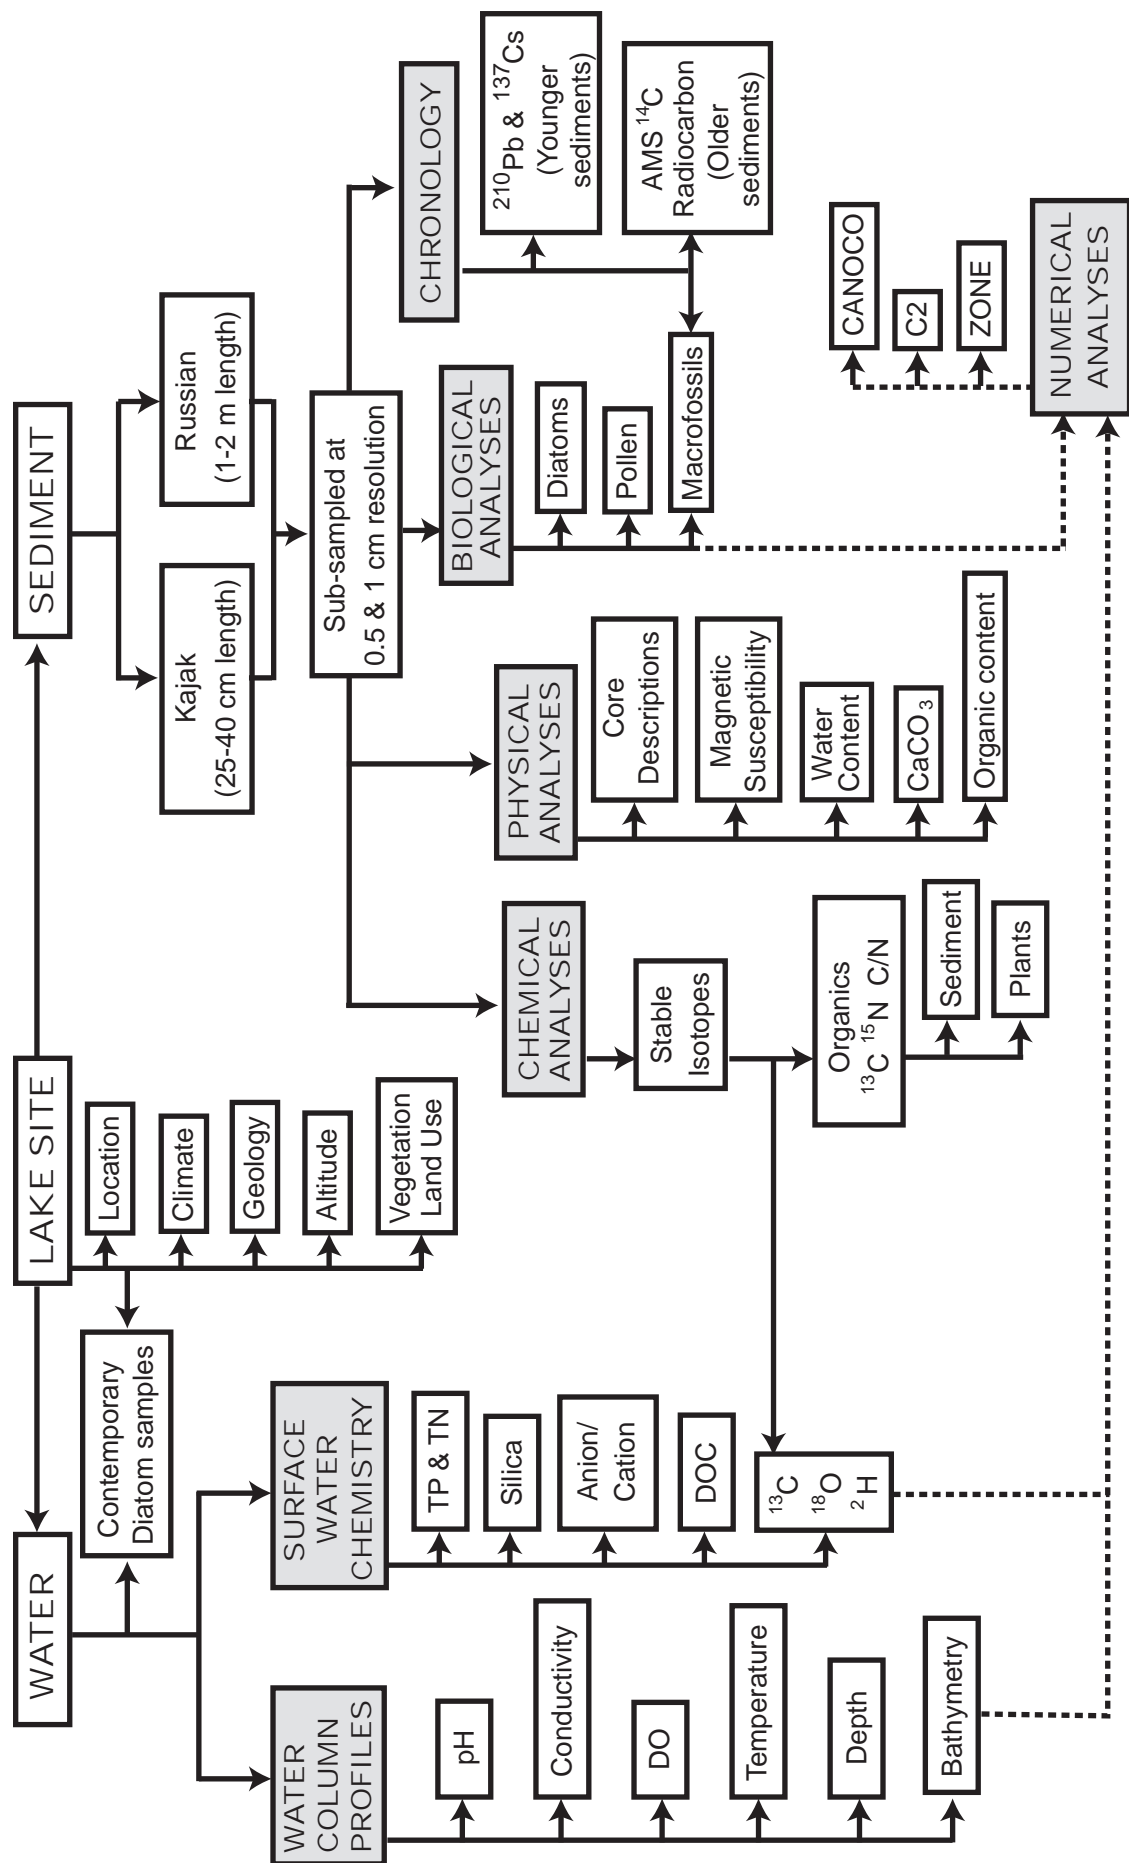 LAKE SITE
WATER
SEDIMENT
Location
Climate
Geology
Altitude
Vegetation
Land Use
Contemporary
Diatom samples
WATER
COLUMN
PROFILES
pH
Conductivity
DO
Temperature
Depth
Bathymetry
SURFACE
WATER
CHEMISTRY
TP & TN
Silica
Anion/
Cation
DOC
¹³C
¹⁸O
²H
Kajak
(25-40 cm length)
Russian
(1-2 m length)
Sub-sampled at
0.5 & 1 cm resolution
CHEMICAL
ANALYSES
Stable
Isotopes
Organics
¹³C ¹⁵N C/N
Sediment
Plants
PHYSICAL
ANALYSES
Core
Descriptions
Magnetic
Susceptibility
Water
Content
CaCO₃
Organic content
BIOLOGICAL
ANALYSES
Diatoms
Pollen
Macrofossils
CHRONOLOGY
²¹⁰Pb & ¹³⁷Cs
(Younger
sediments)
AMS ¹⁴C
Radiocarbon
(Older
sediments)
CANOCO
C2
ZONE
NUMERICAL
ANALYSES